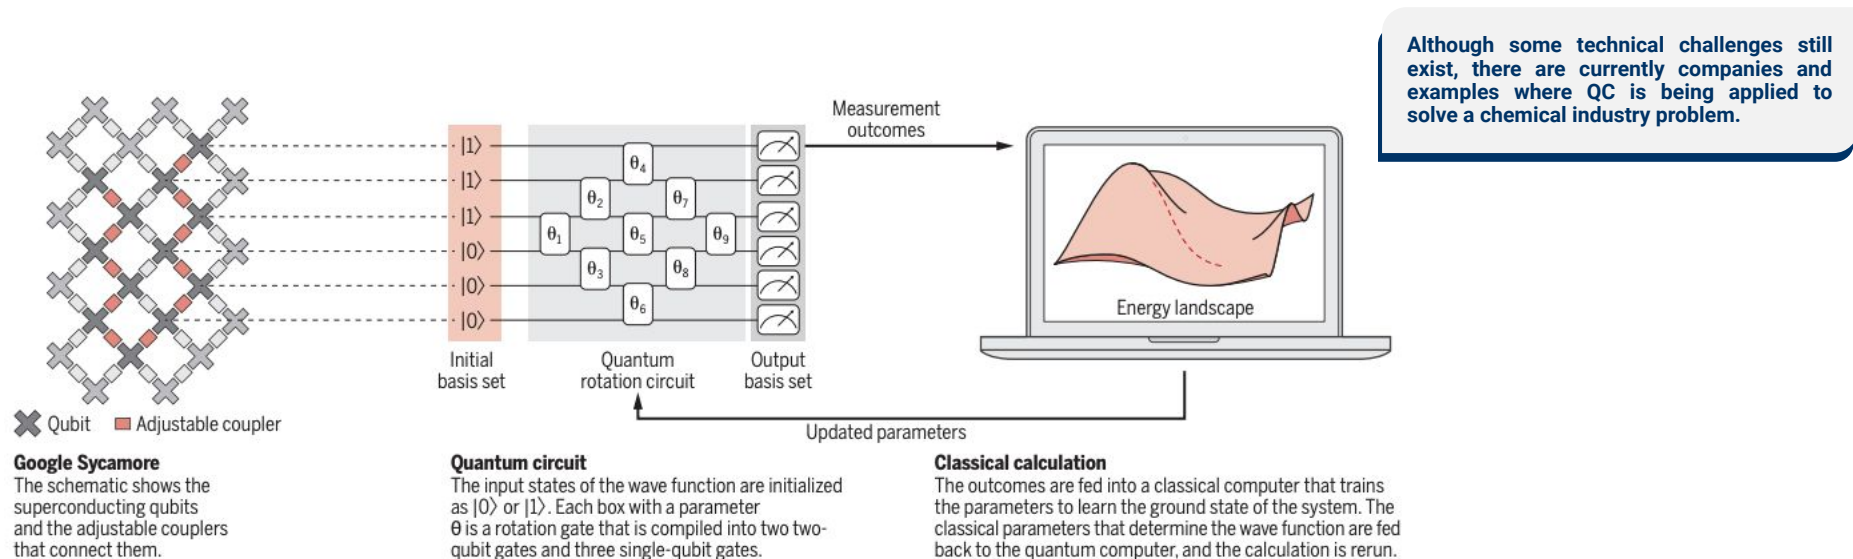 Although some technical challenges still
exist, there are currently companies and
examples where QC is being applied to
solve a chemical industry problem.
Measurement
outcomes
|1⟩
|1⟩
|1⟩
|0⟩
|0⟩
|0⟩
θ1
θ2
θ3
θ4
θ5
θ6
θ7
θ8
θ9
Energy landscape
Initial
basis set
Quantum
rotation circuit
Output
basis set
Updated parameters
Qubit
Adjustable coupler
Google Sycamore
The schematic shows the
superconducting qubits
and the adjustable couplers
that connect them.
Quantum circuit
The input states of the wave function are initialized
as |0⟩ or |1⟩. Each box with a parameter
θ is a rotation gate that is compiled into two two-
qubit gates and three single-qubit gates.
Classical calculation
The outcomes are fed into a classical computer that trains
the parameters to learn the ground state of the system. The
classical parameters that determine the wave function are fed
back to the quantum computer, and the calculation is rerun.